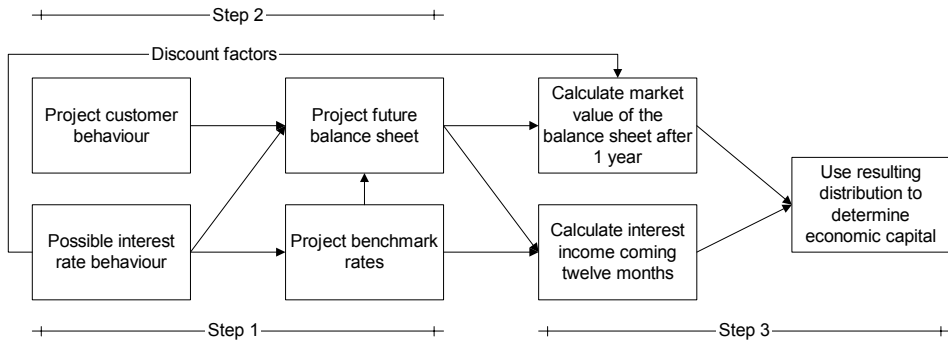 Step 2
Discount factors
Project customer
behaviour
Project future
balance sheet
Calculate market
value of the
balance sheet after
1 year
Use resulting
distribution to
determine
economic capital
Possible interest
rate behaviour
Project benchmark
rates
Calculate interest
income coming
twelve months
Step 1
Step 3